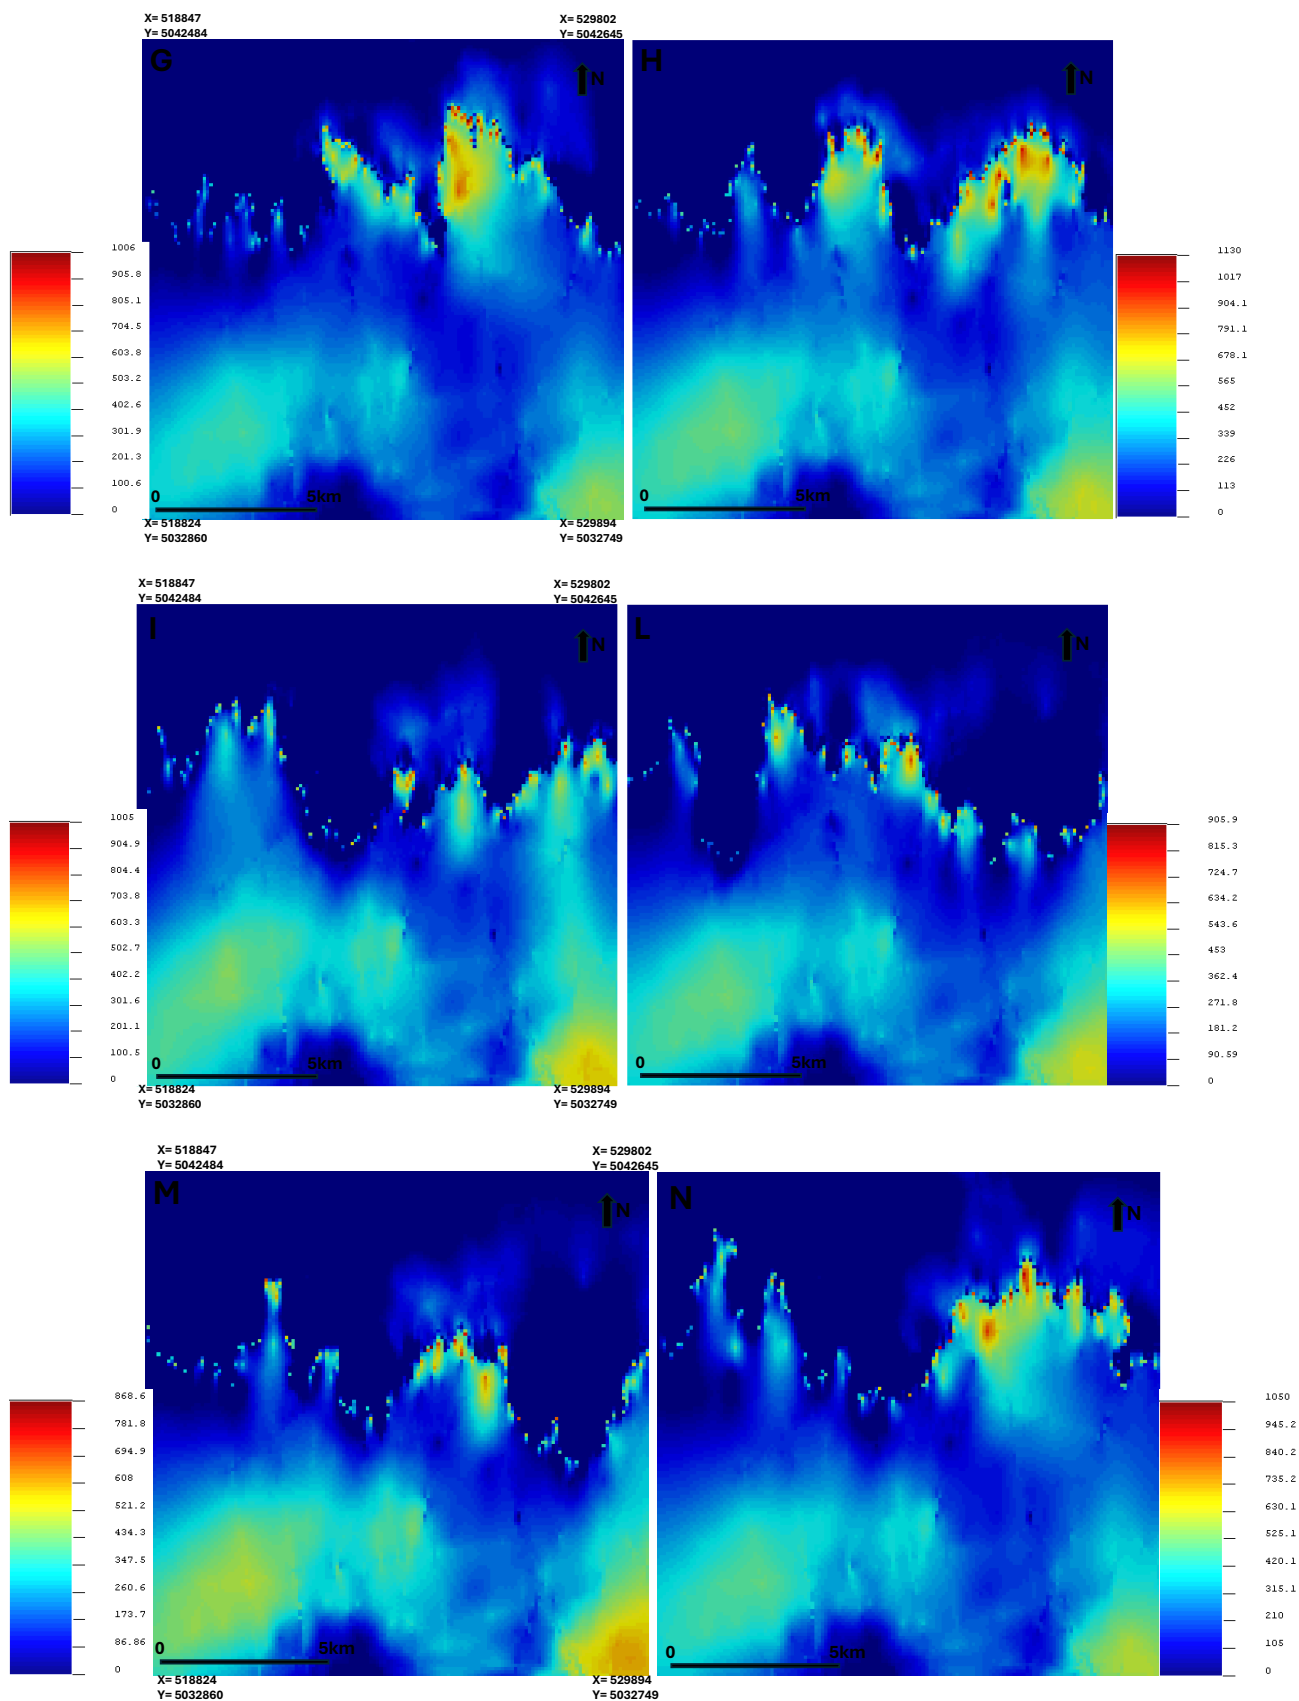 X= 518847
Y= 5042484
X= 529802
Y= 5042645
G
N
H
N
1006
905.8
805.1
704.5
603.8
503.2
402.6
301.9
201.3
100.6
0
1130
1017
904.1
791.1
678.1
565
452
339
226
113
0
0
5km
0
5km
X= 518824
Y= 5032860
X= 529894
Y= 5032749
X= 518847
Y= 5042484
X= 529802
Y= 5042645
I
N
L
N
1005
904.9
804.4
703.8
603.3
502.7
402.2
301.6
201.1
100.5
0
905.9
815.3
724.7
634.2
543.6
453
362.4
271.8
181.2
90.59
0
0
5km
0
5km
X= 518824
Y= 5032860
X= 529894
Y= 5032749
X= 518847
Y= 5042484
X= 529802
Y= 5042645
M
N
N
N
868.6
781.8
694.9
608
521.2
434.3
347.5
260.6
173.7
86.86
0
1050
945.2
840.2
735.2
630.1
525.1
420.1
315.1
210
105
0
0
5km
0
5km
X= 518824
Y= 5032860
X= 529894
Y= 5032749